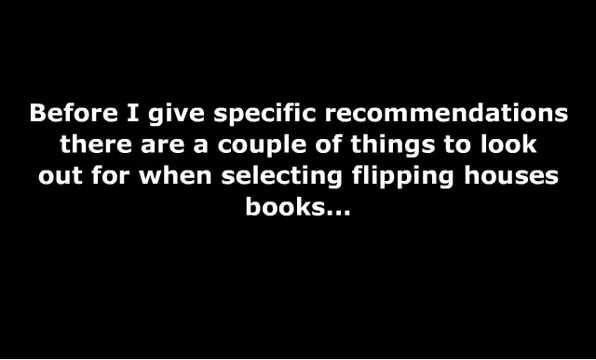 Before I give specific recommendations
there are a couple of things to look
out for when selecting flipping houses
books...